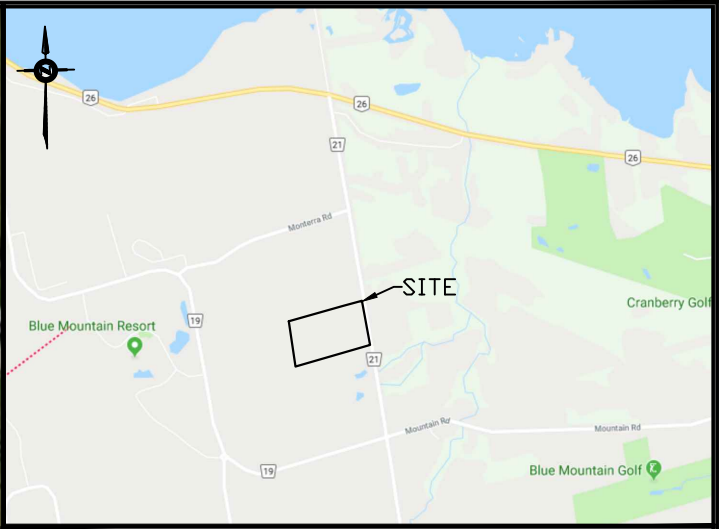 N
26
26
21
26
Monterra Rd
SITE
Cranberry Golf
19
Blue Mountain Resort
21
Mountain Rd
Mountain Rd
19
Blue Mountain Golf